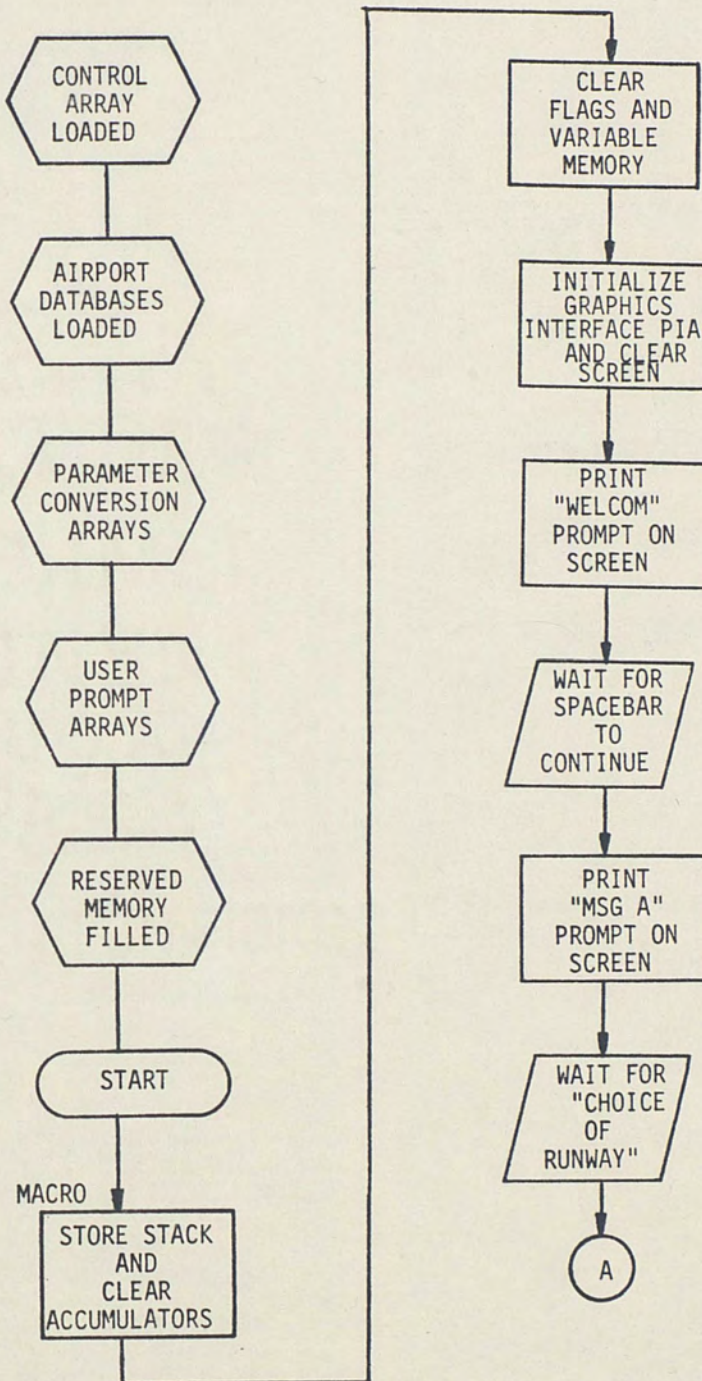 CONTROL
ARRAY
LOADED
AIRPORT
DATABASES
LOADED
PARAMETER
CONVERSION
ARRAYS
USER
PROMPT
ARRAYS
RESERVED
MEMORY
FILLED
START
MACRO
STORE STACK
AND
CLEAR
ACCUMULATORS
CLEAR
FLAGS AND
VARIABLE
MEMORY
INITIALIZE
GRAPHICS
INTERFACE PIA
AND CLEAR
SCREEN
PRINT
"WELCOM"
PROMPT ON
SCREEN
WAIT FOR
SPACEBAR
TO
CONTINUE
PRINT
"MSG A"
PROMPT ON
SCREEN
WAIT FOR
"CHOICE
OF
RUNWAY"
A